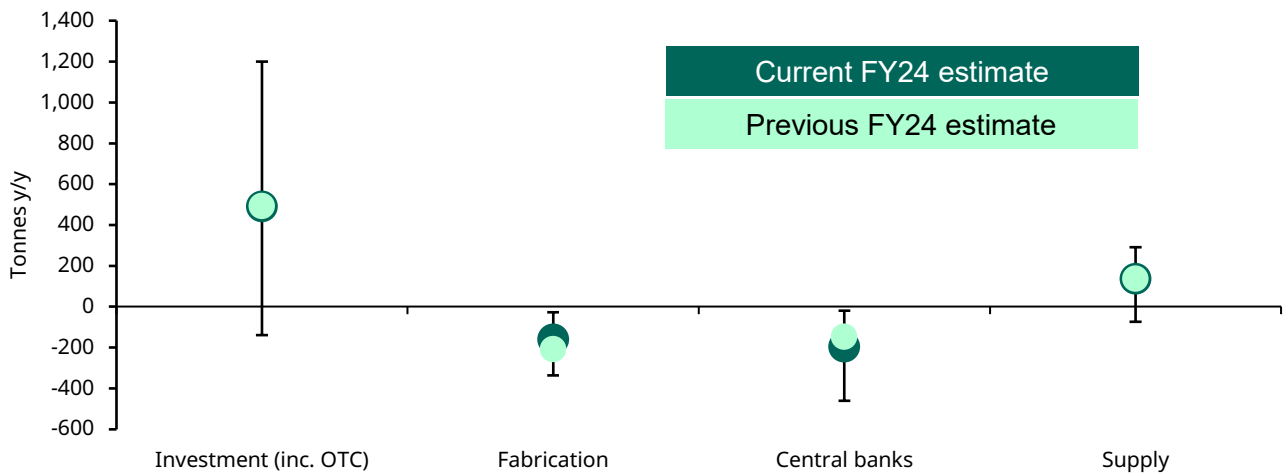 1,400
1,200
1,000
800
600
400
200
0
-200
-400
-600
Tonnes y/y
Current FY24 estimate
Previous FY24 estimate
Investment (inc. OTC)
Fabrication
Central banks
Supply